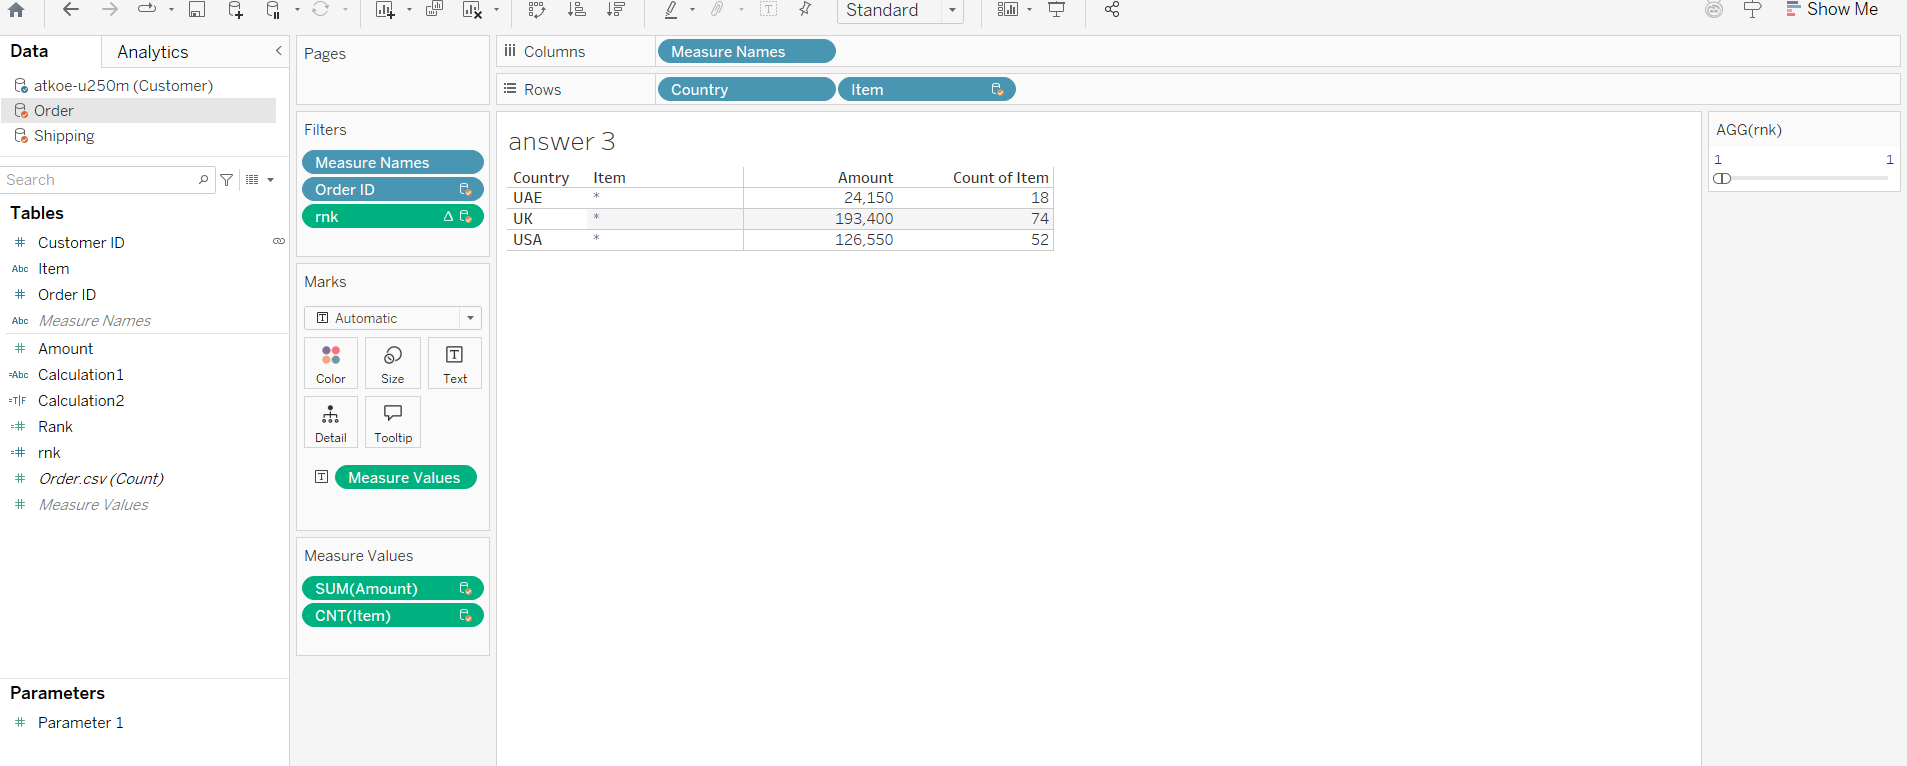 Standard
Show Me
Data
Analytics
atkoe-u250m (Customer)
Order
Shipping
Search
Tables
# Customer ID
Abc Item
# Order ID
Abc Measure Names
# Amount
=Abc Calculation1
=T|F Calculation2
=# Rank
=# rnk
# Order.csv (Count)
# Measure Values
Parameters
# Parameter 1
Pages
Filters
Measure Names
Order ID
rnk
Marks
T Automatic
Color
Size
T Text
Detail
Tooltip
T Measure Values
Measure Values
SUM(Amount)
CNT(Item)
Columns
Measure Names
Rows
Country
Item
answer 3
Country Item Amount Count of Item
UAE * 24,150 18
UK * 193,400 74
USA * 126,550 52
AGG(rnk)
1 1